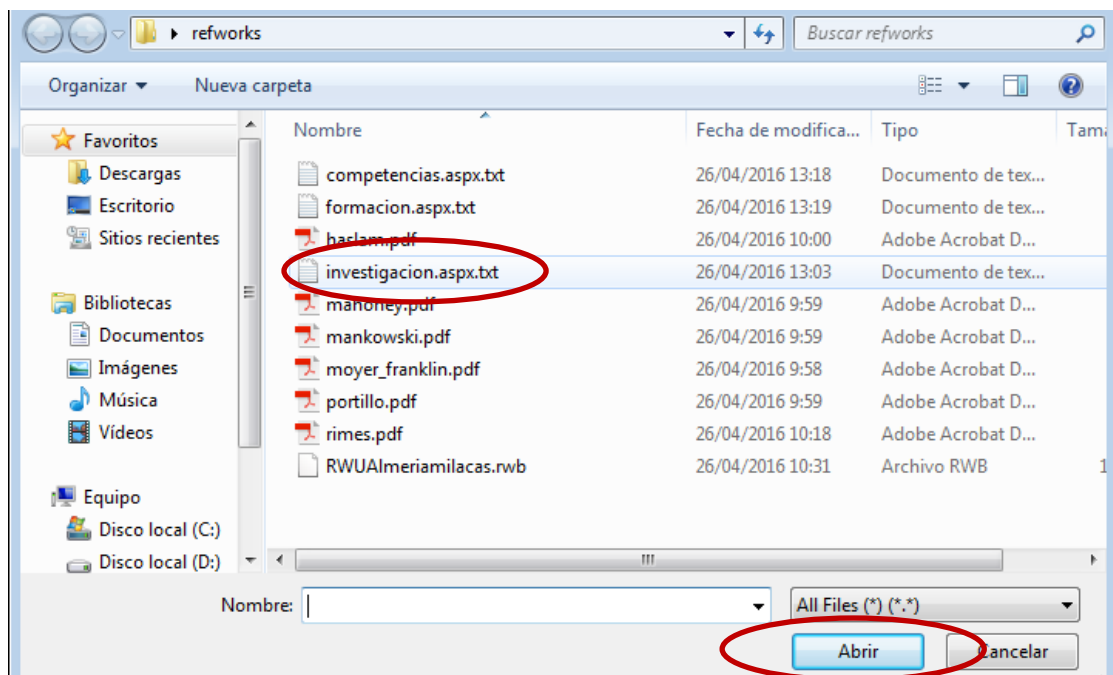 refworks
Buscar refworks
Organizar
Nueva carpeta
Favoritos
Descargas
Escritorio
Sitios recientes
Bibliotecas
Documentos
Imágenes
Música
Vídeos
Equipo
Disco local (C:)
Disco local (D:)
Nombre Fecha de modifica... Tipo Tama
competencias.aspx.txt 26/04/2016 13:18 Documento de tex...
formacion.aspx.txt 26/04/2016 13:19 Documento de tex...
haslam.pdf 26/04/2016 10:00 Adobe Acrobat D...
investigacion.aspx.txt 26/04/2016 13:03 Documento de tex...
mahoney.pdf 26/04/2016 9:59 Adobe Acrobat D...
mankowski.pdf 26/04/2016 9:59 Adobe Acrobat D...
moyer_franklin.pdf 26/04/2016 9:58 Adobe Acrobat D...
portillo.pdf 26/04/2016 9:59 Adobe Acrobat D...
rimes.pdf 26/04/2016 10:18 Adobe Acrobat D...
RWUAlmeriamilacas.rwb 26/04/2016 10:31 Archivo RWB 1
Nombre:
All Files (*) (*.*)
Abrir
Cancelar